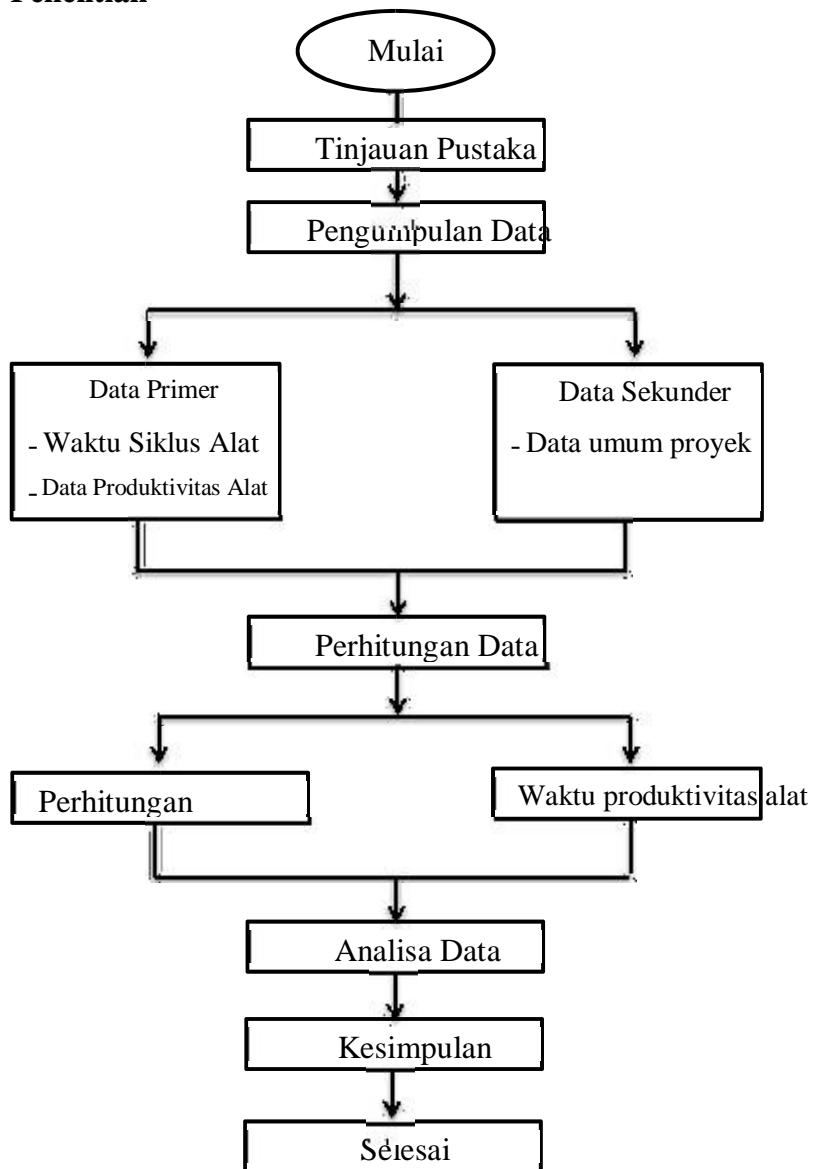 Mulai
Tinjauan Pustaka
Pengumpulan Data
Data Primer
- Waktu Siklus Alat
- Data Produktivitas Alat
Data Sekunder
- Data umum proyek
Perhitungan Data
Perhitungan
Waktu produktivitas alat
Analisa Data
Kesimpulan
Selesai